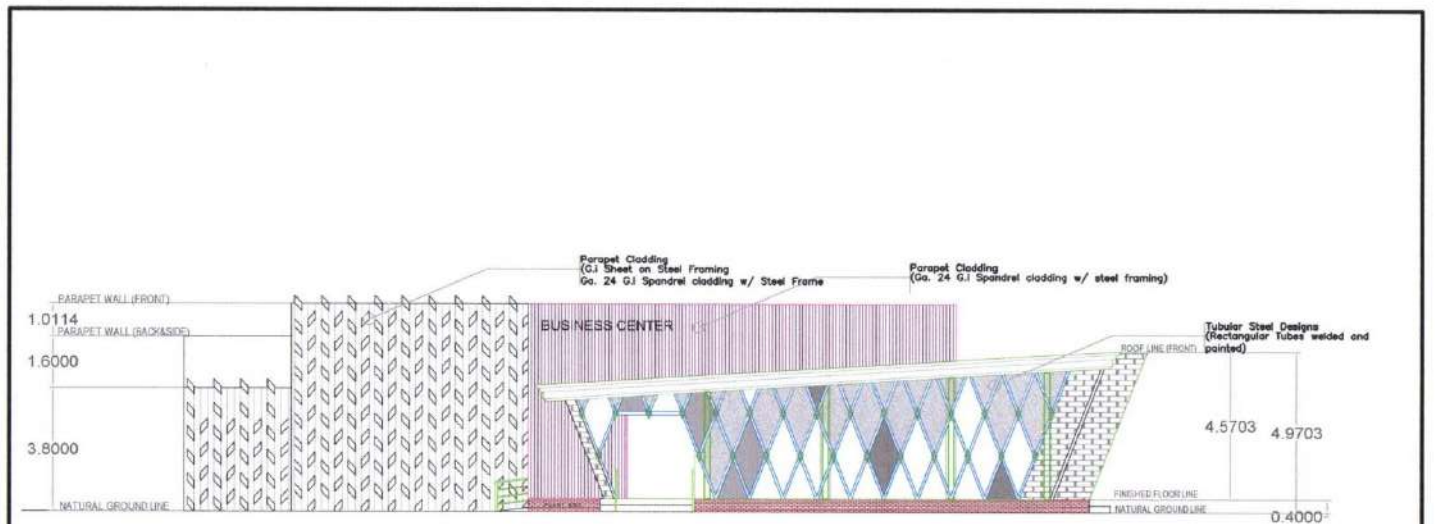 Parapet Cladding
(G.i Sheet on Steel Framing
Ga. 24 G.i Spandrel cladding w/ Steel Frame
Parapet Cladding
(Ga. 24 G.i Spandrel cladding w/ steel framing)
PARAPET WALL (FRONT)
1.0114
PARAPET WALL (BACK&SIDE)
1.6000
3.8000
NATURAL GROUND LINE
BUSINESS CENTER
Tubular Steel Designs
(Rectangular Tubes welded and
painted)
ROOF LINE (FRONT)
4.5703
4.9703
FINISHED FLOOR LINE
NATURAL GROUND LINE
0.4000